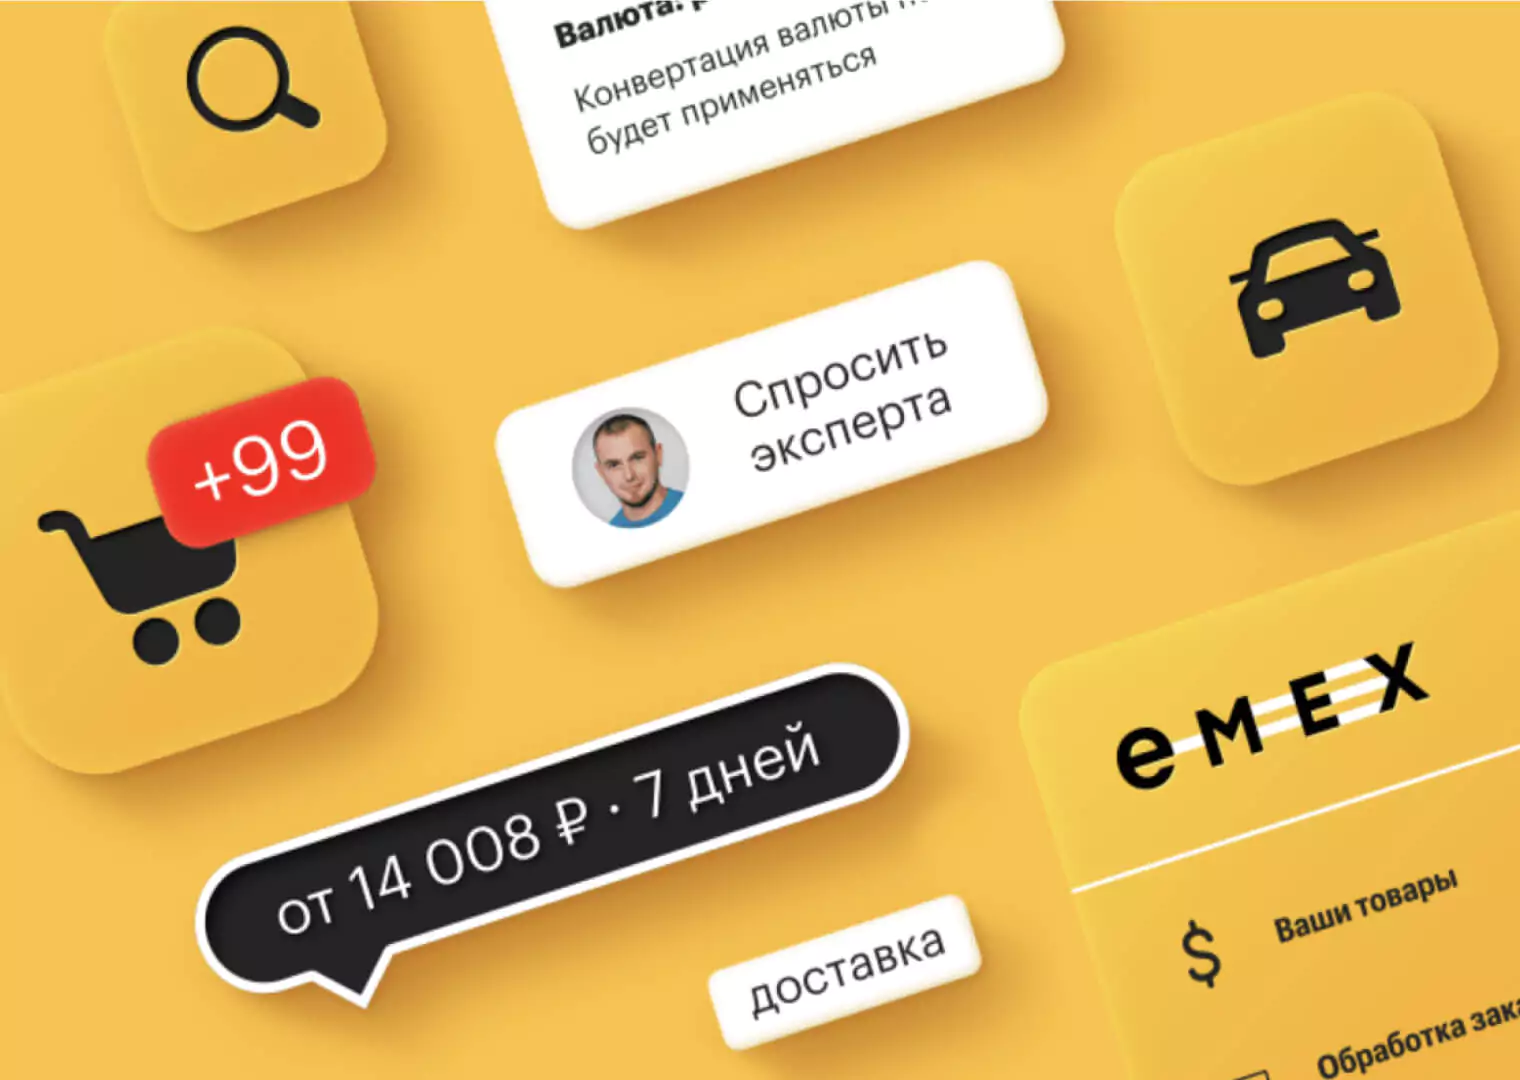 Валюта:
Конвертация валюты
будет применяться
Спросить
эксперта
+99
eMEX
от 14 008 ₽ · 7 дней
$
Ваши товары
доставка
Обработка